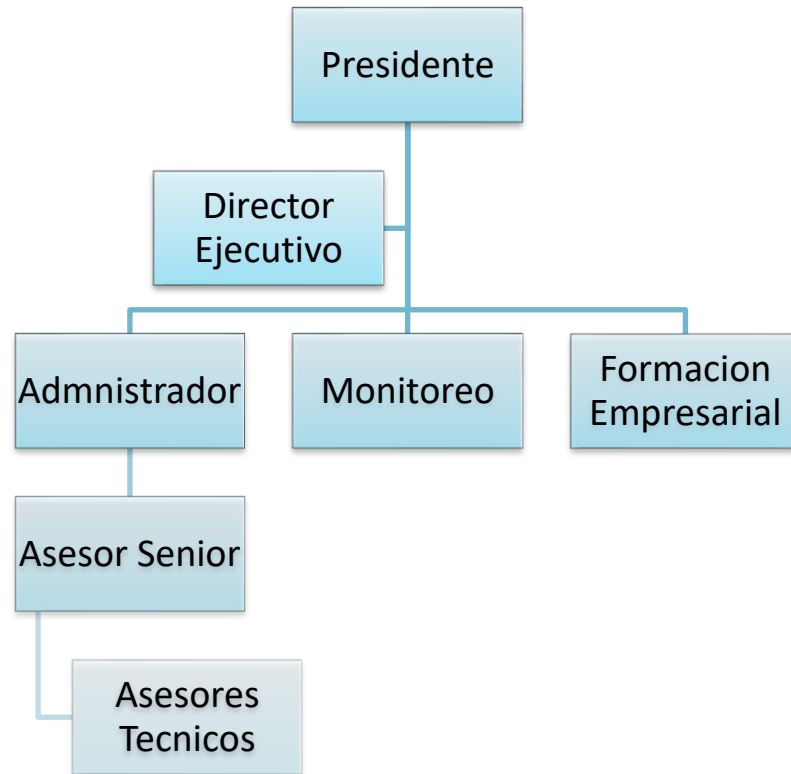 Presidente
Director
Ejecutivo
Admnistrador
Monitoreo
Formacion
Empresarial
Asesor Senior
Asesores
Tecnicos